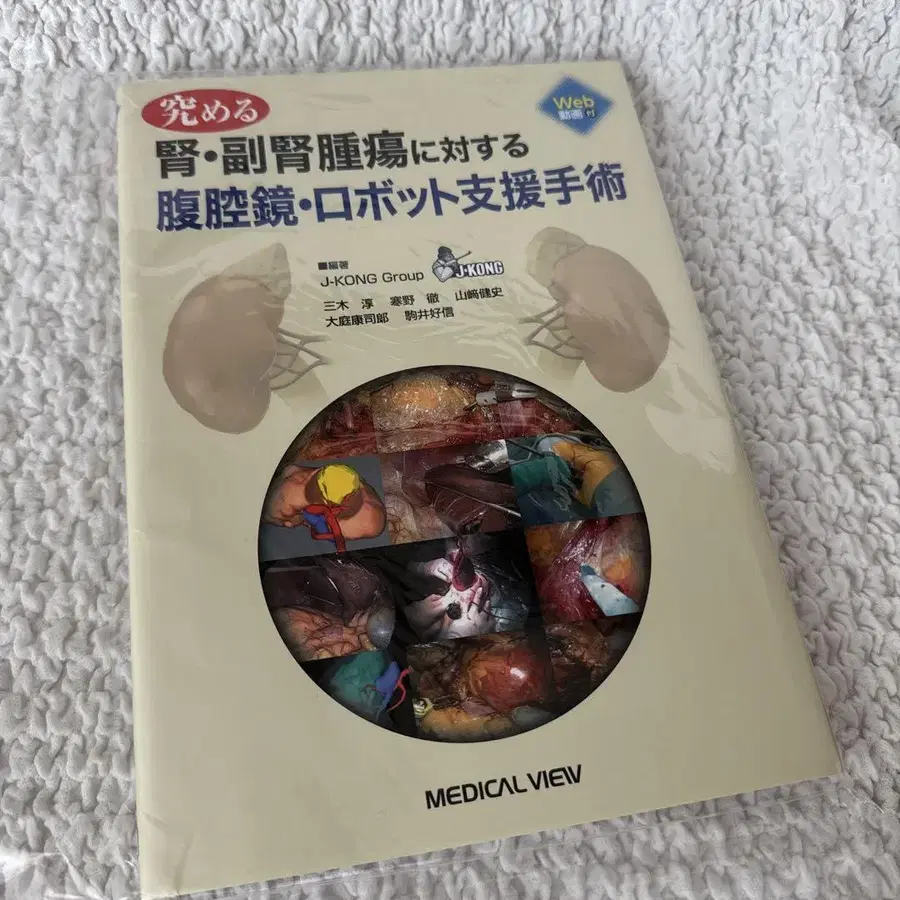 究める
Web
動画付
腎・副腎腫瘍に対する
腹腔鏡・ロボット支援手術
■編著
J-KONG Group
J-KONG
三木 淳 寒野 徹 山﨑健史
大庭康司郎 駒井好信
MEDICAL VIEW